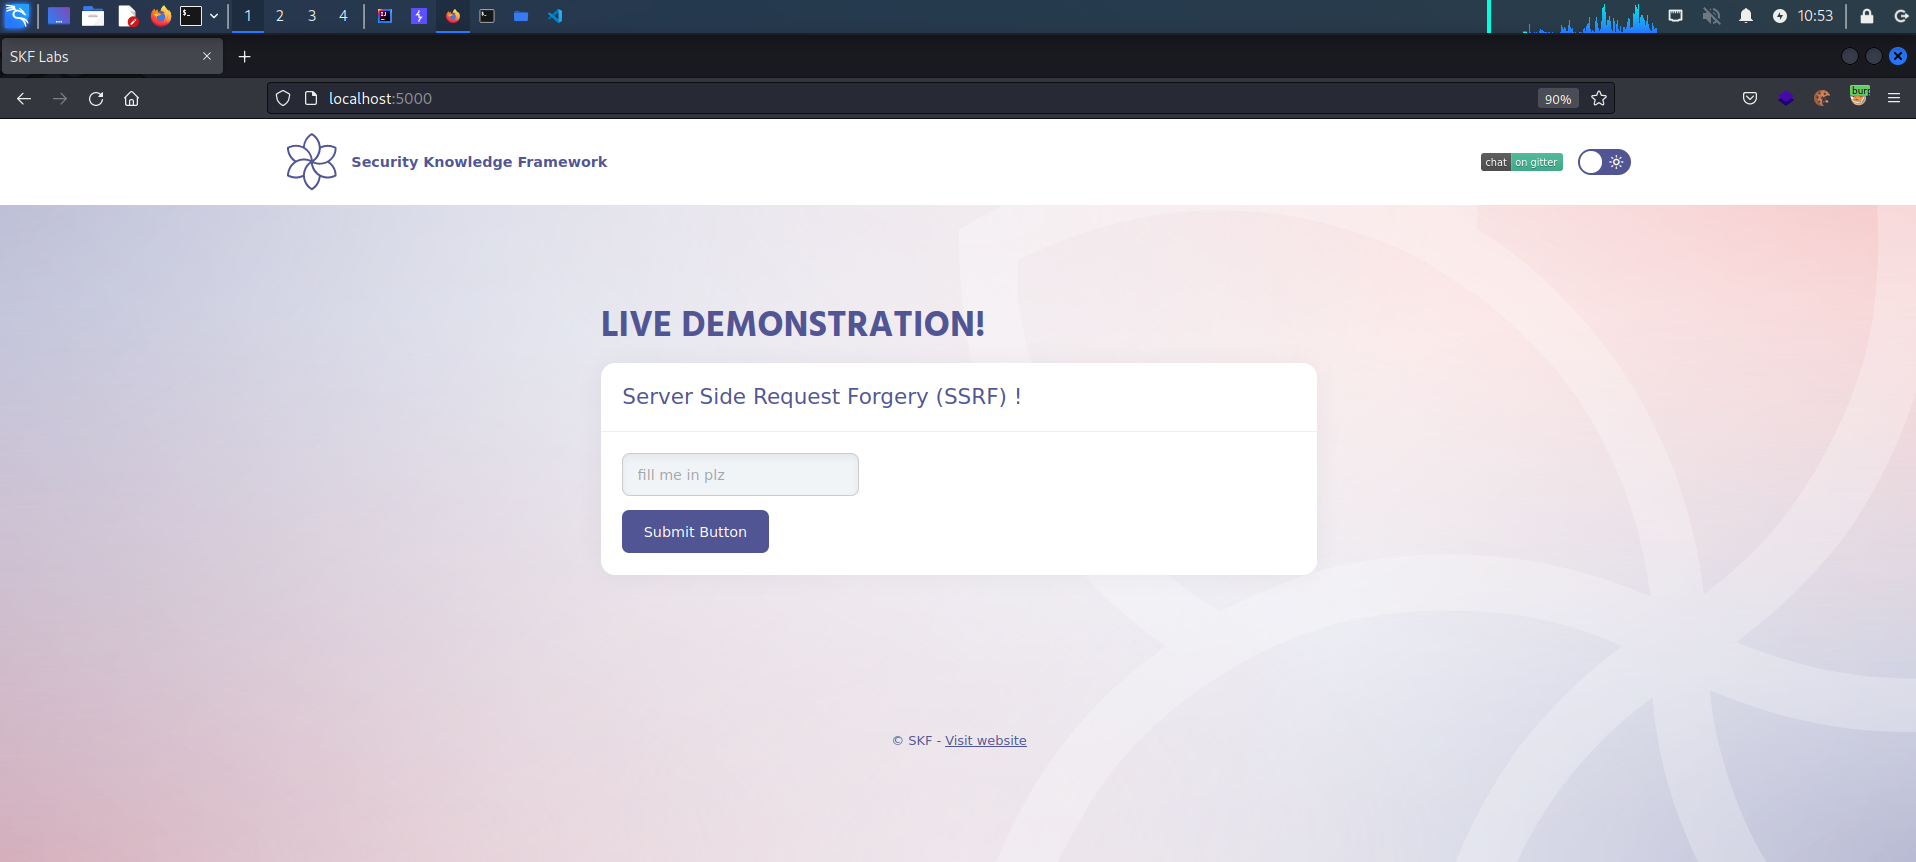 1 2 3 4 10:53
SKF Labs
localhost:5000 90% burp
Security Knowledge Framework chat on gitter
LIVE DEMONSTRATION!
Server Side Request Forgery (SSRF) !
fill me in plz
Submit Button
© SKF - Visit website